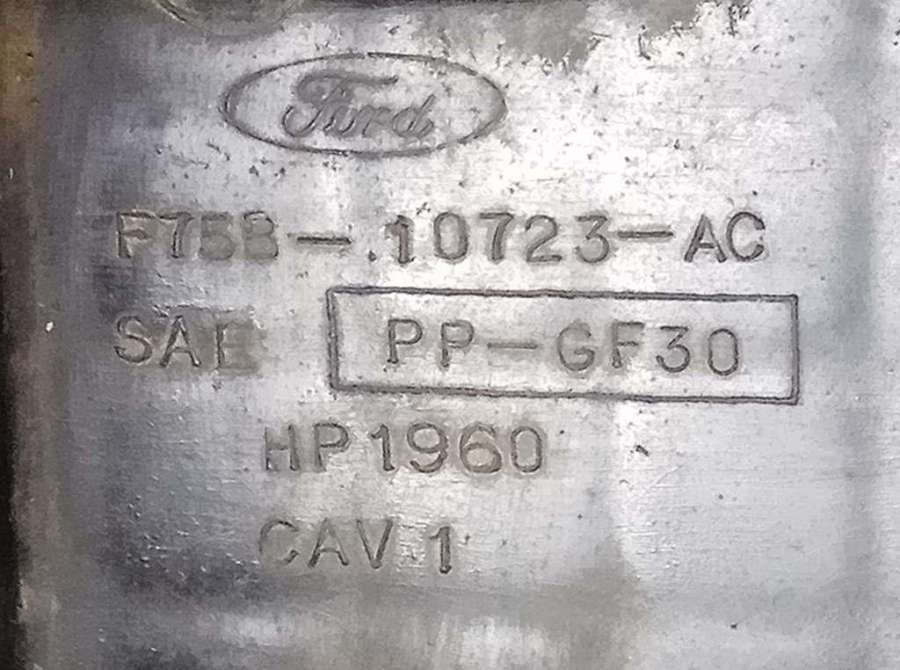 Ford
F75B-10723-AC
SAE PP-GF30
HP1960
CAV.1